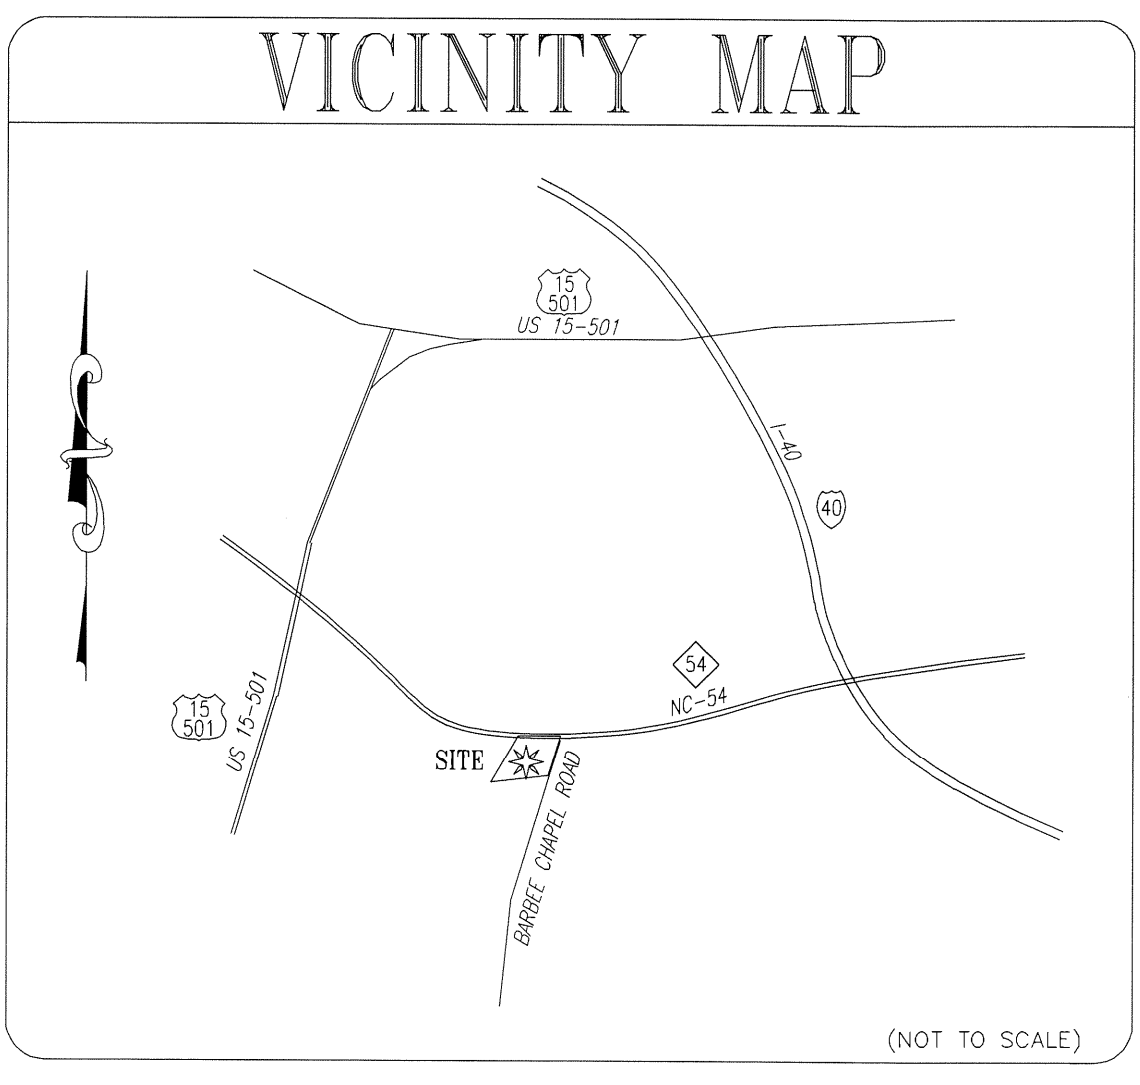 VICINITY MAP
15
501
US 15-501
I-40
40
54
NC-54
15
501
US 15-501
SITE
BARBEE CHAPEL ROAD
(NOT TO SCALE)